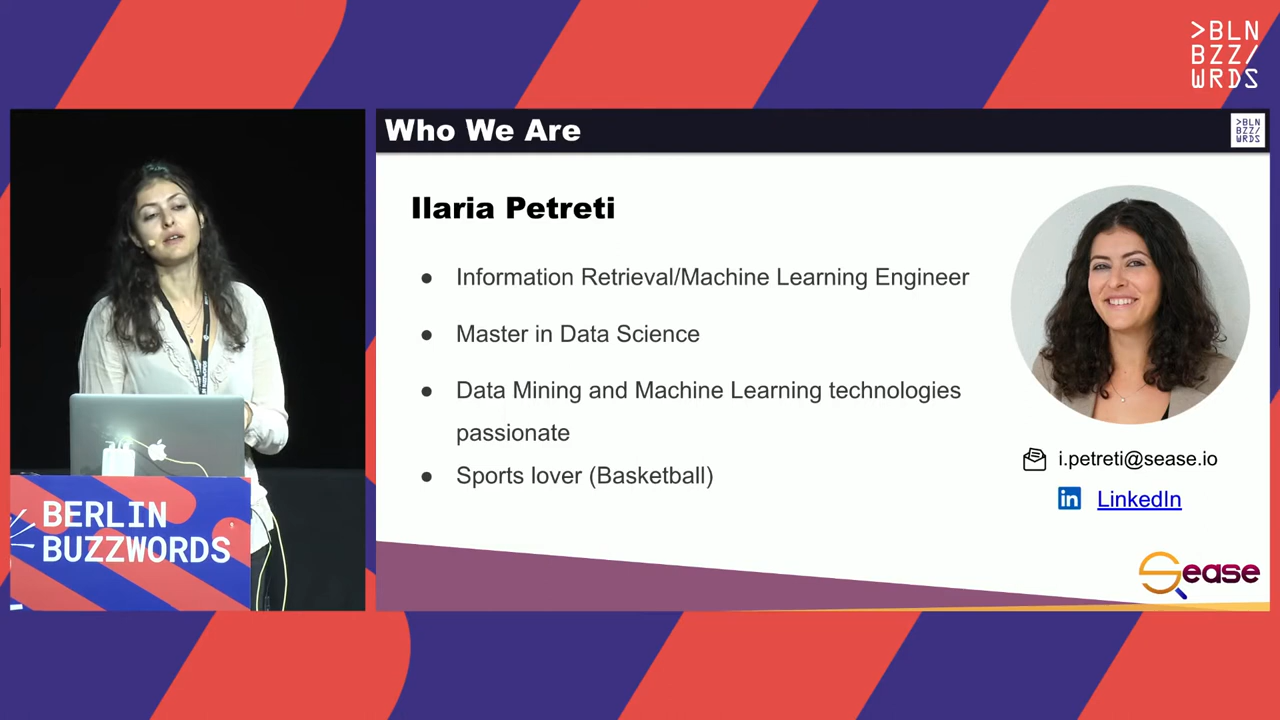 >BLN
BZZ/
WRDS
Who We Are
>BLN
BZZ/
WRDS
Ilaria Petreti
● Information Retrieval/Machine Learning Engineer
● Master in Data Science
● Data Mining and Machine Learning technologies
passionate
● Sports lover (Basketball)
i.petreti@sease.io
in LinkedIn
Sease
BERLIN
BUZZWORDS